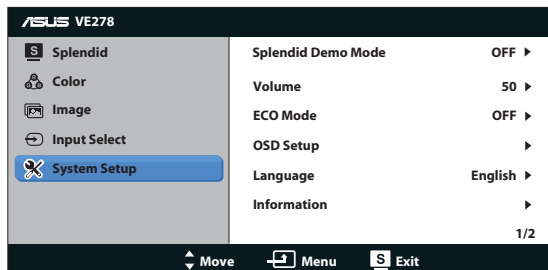 ASUS VE278
S Splendid
Color
Image
Input Select
System Setup
Splendid Demo Mode OFF
Volume 50
ECO Mode OFF
OSD Setup
Language English
Information
1/2
Move Menu S Exit